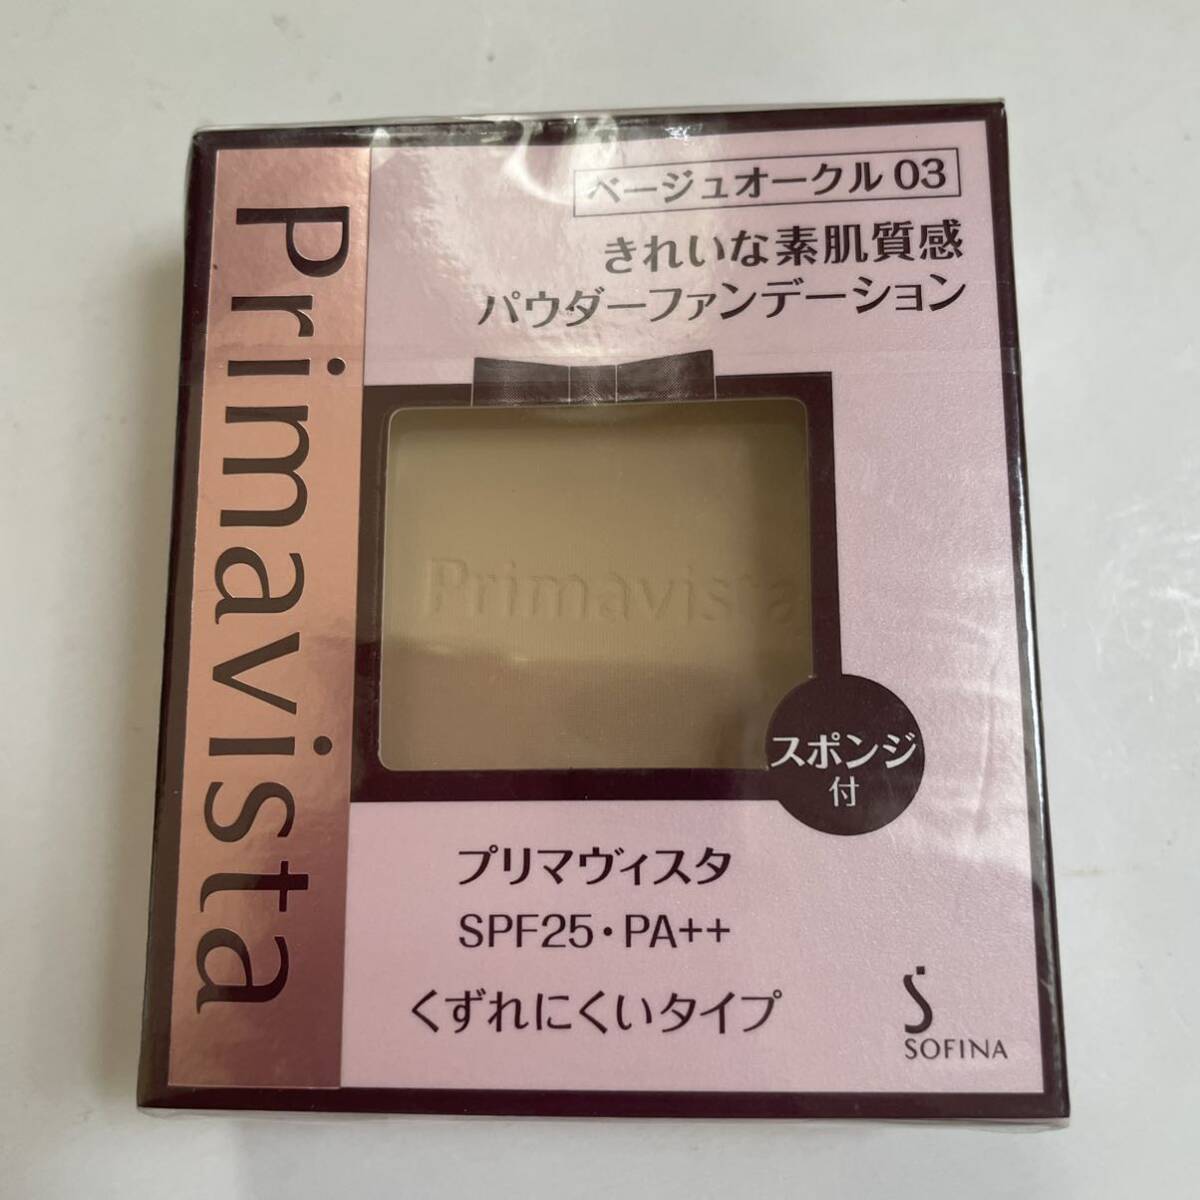 Primavista
ベージュオークル 03
きれいな素肌質感
パウダーファンデーション
Primavista
スポンジ
付
プリマヴィスタ
SPF25・PA++
くずれにくいタイプ
SOFINA